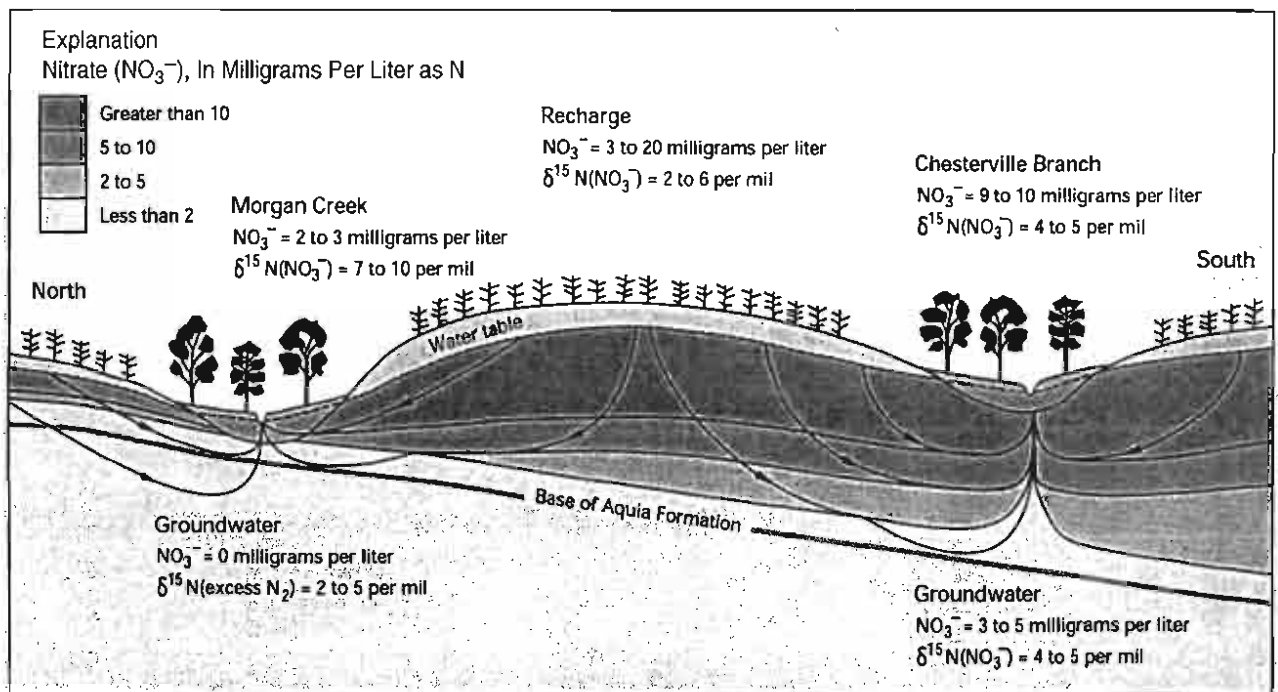 Explanation
Nitrate (NO₃⁻), In Milligrams Per Liter as N
Greater than 10
5 to 10
2 to 5
Less than 2
Recharge
NO₃⁻ = 3 to 20 milligrams per liter
δ¹⁵ N(NO₃⁻) = 2 to 6 per mil
Chesterville Branch
NO₃⁻ = 9 to 10 milligrams per liter
δ¹⁵ N(NO₃⁻) = 4 to 5 per mil
Morgan Creek
NO₃⁻ = 2 to 3 milligrams per liter
δ¹⁵ N(NO₃⁻) = 7 to 10 per mil
North
South
Water table
Base of Aquia Formation
Groundwater
NO₃⁻ = 0 milligrams per liter
δ¹⁵ N(excess N₂) = 2 to 5 per mil
Groundwater
NO₃⁻ = 3 to 5 milligrams per liter
δ¹⁵ N(NO₃⁻) = 4 to 5 per mil